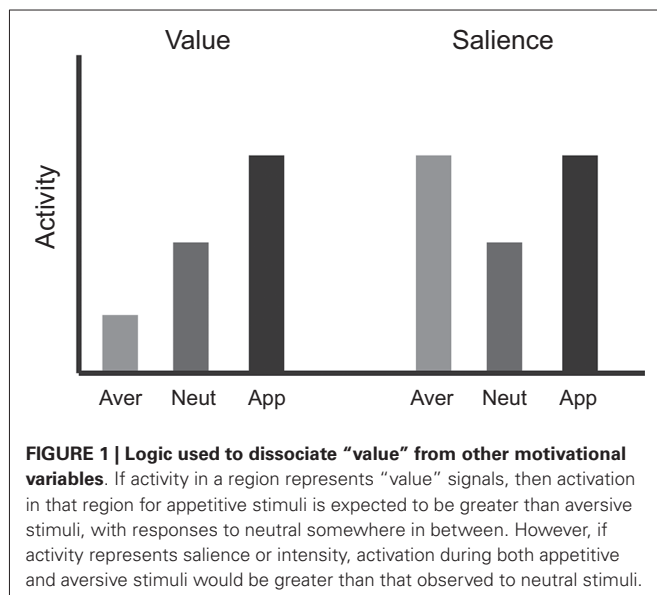 Value
Salience
Activity
Aver Neut App
Aver Neut App
FIGURE 1 | Logic used to dissociate “value” from other motivational
variables. If activity in a region represents “value” signals, then activation
in that region for appetitive stimuli is expected to be greater than aversive
stimuli, with responses to neutral somewhere in between. However, if
activity represents salience or intensity, activation during both appetitive
and aversive stimuli would be greater than that observed to neutral stimuli.